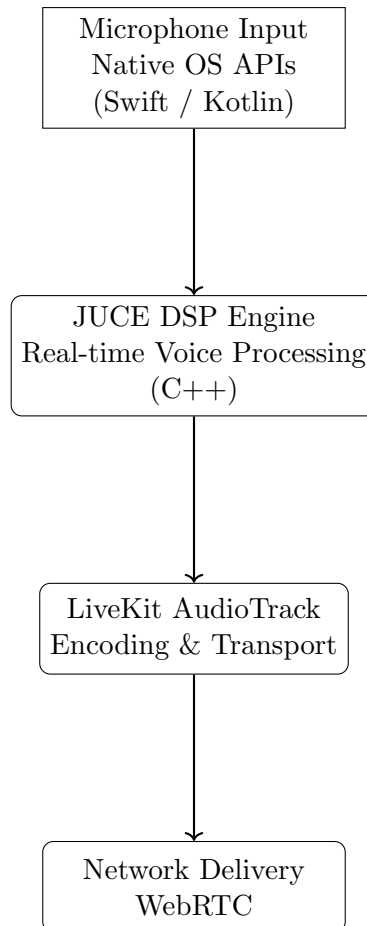 Microphone Input
Native OS APIs
(Swift / Kotlin)
JUCE DSP Engine
Real-time Voice Processing
(C++)
LiveKit AudioTrack
Encoding & Transport
Network Delivery
WebRTC